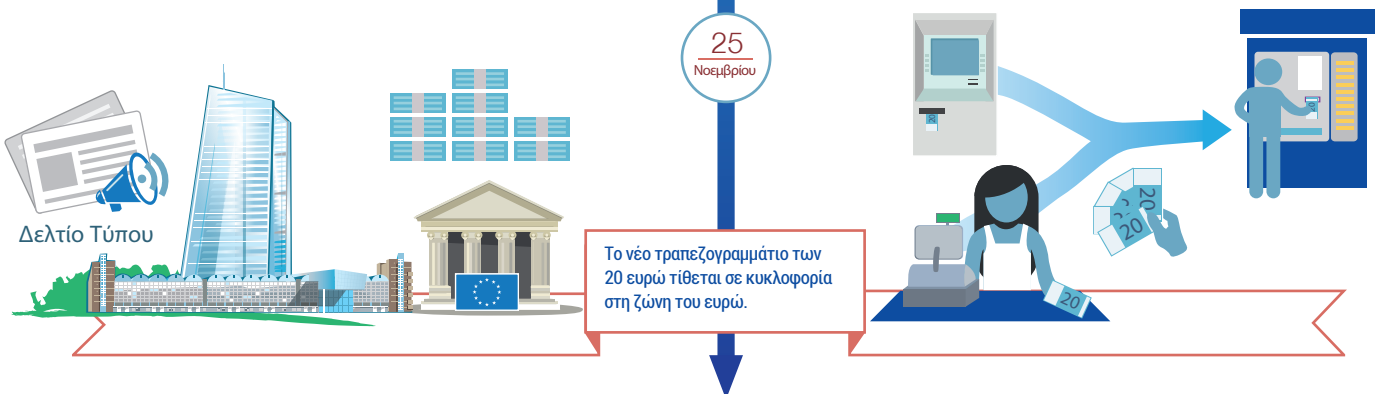 25
Νοεμβρίου
Δελτίο Τύπου
Το νέο τραπεζογραμμάτιο των
20 ευρώ τίθεται σε κυκλοφορία
στη ζώνη του ευρώ.
20
20
20
20